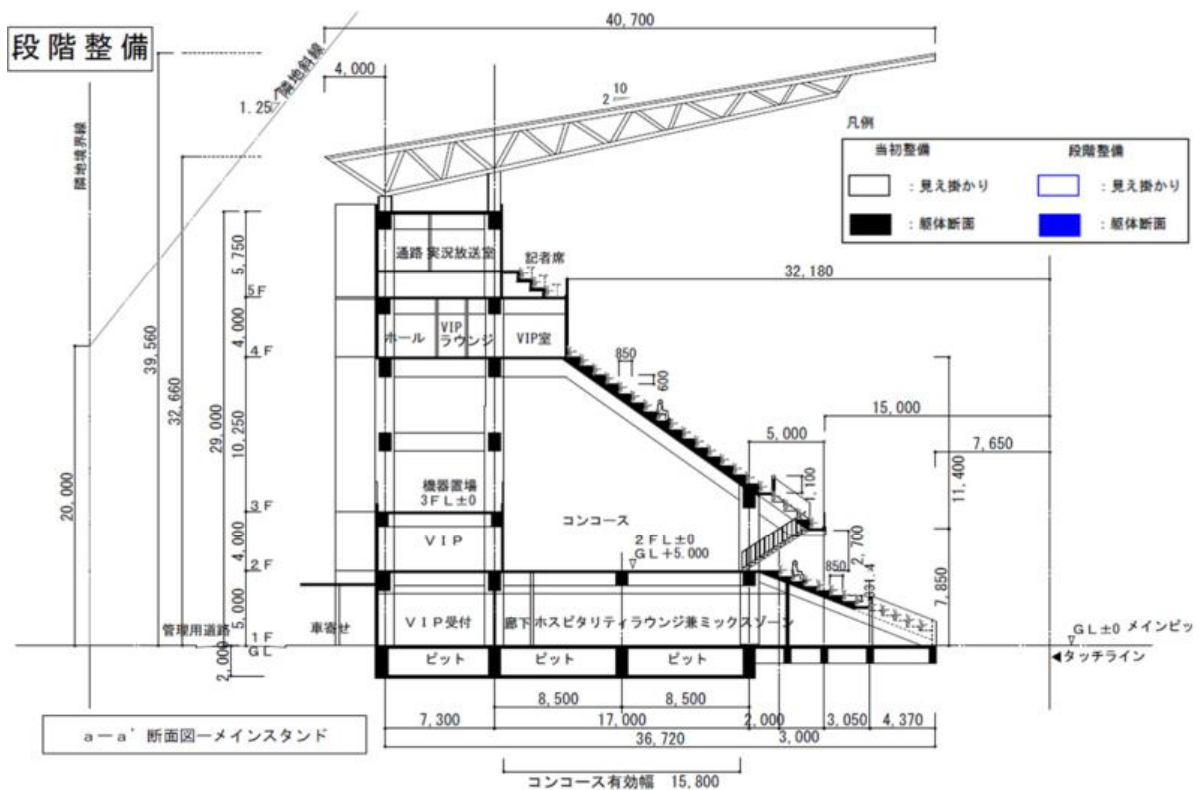 段階整備
40,700
4,000
隣地斜線
1.25
10
2
隣地境界線
凡例
当初整備
段階整備
：見え掛かり
：見え掛かり
：躯体断面
：躯体断面
通路
実況放送室
記者席
32,180
5,750
5F
ホール
VIP
ラウンジ
VIP室
4,000
4F
850
600
39,560
32,660
29,000
20,000
10,250
15,000
5,000
7,650
1,100
11,400
機器置場
3FL±0
3F
コンコース
VIP
4,000
2FL±0
GL+5.000
2,700
2F
850
7,850
5,000
管理用道路
車寄せ
VIP受付
廊下
ホスピタリティラウンジ兼ミックスゾーン
1F
GL
GL±0 メインピッ
タッチライン
2,000
ピット
ピット
ピット
8,500
8,500
7,300
17,000
2,000
3,050
4,370
3,000
36,720
a－a’断面図－メインスタンド
コンコース有効幅 15,800